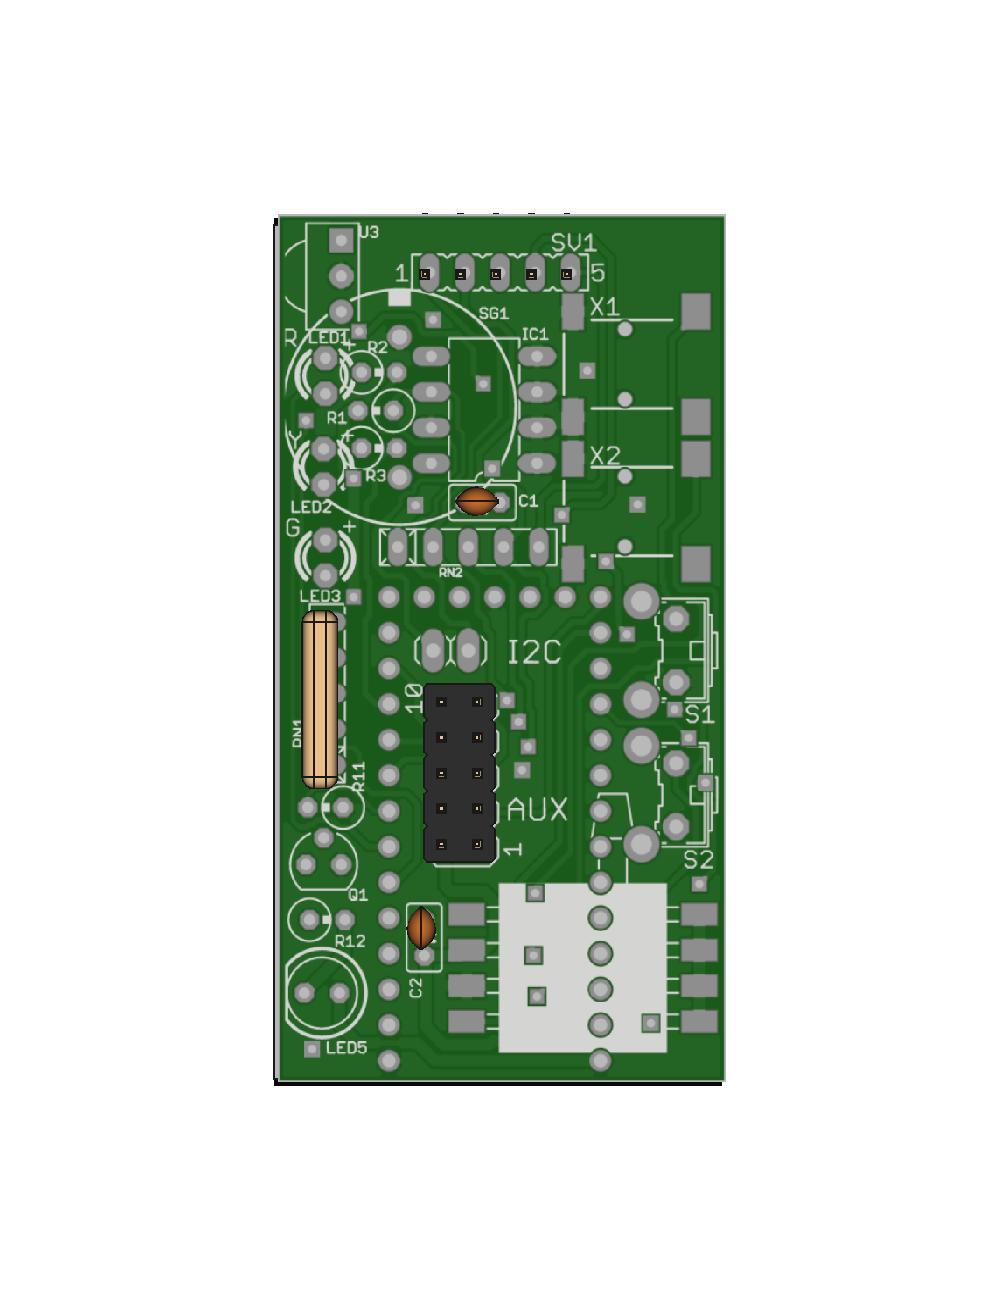 U3
SV1
1
5
X1
SG1
R
LED1
+
IC1
R2
R1
Y
+
X2
R3
LED2
C1
G
+
RN2
LED3
I2C
10
S1
RN1
R11
AUX
1
S2
Q1
R12
C2
LED5